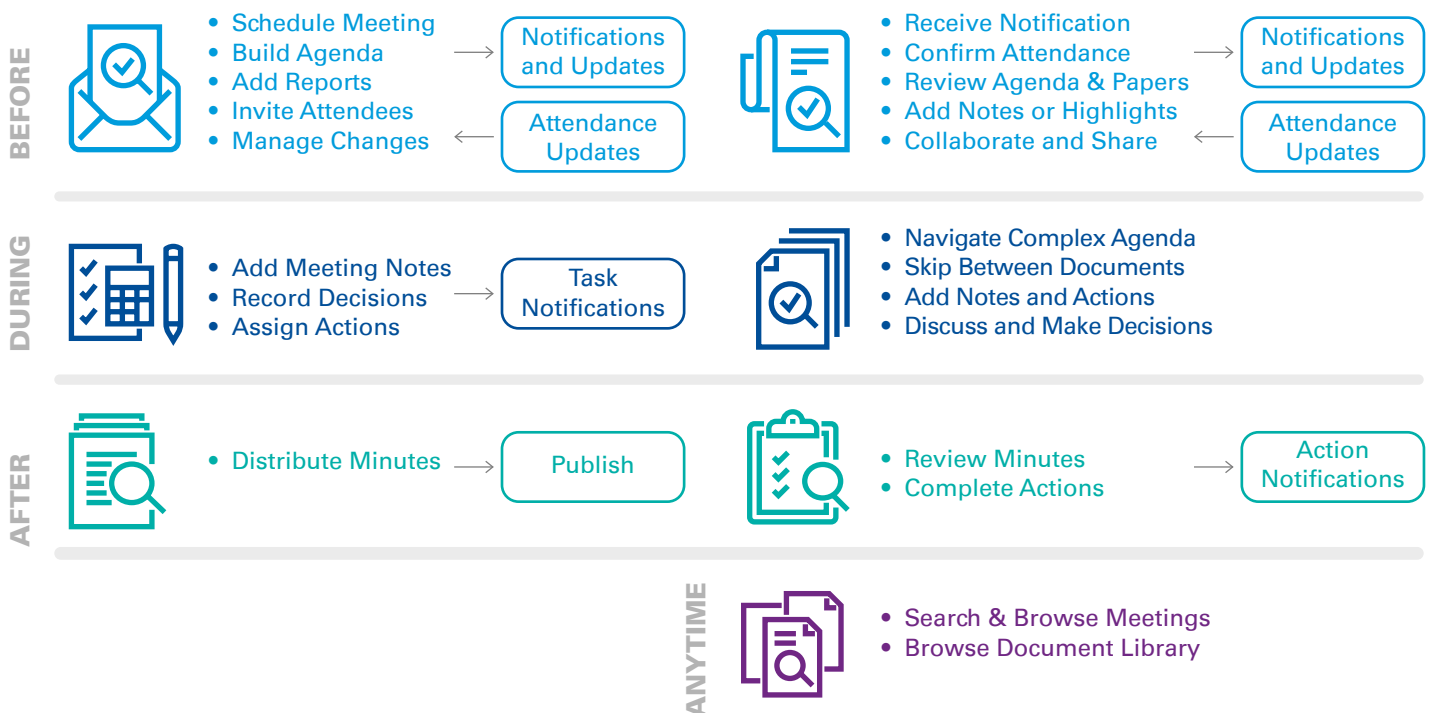 BEFORE
• Schedule Meeting
• Build Agenda
• Add Reports
• Invite Attendees
• Manage Changes
Notifications
and Updates
Attendance
Updates
• Receive Notification
• Confirm Attendance
• Review Agenda & Papers
• Add Notes or Highlights
• Collaborate and Share
Notifications
and Updates
Attendance
Updates
DURING
• Add Meeting Notes
• Record Decisions
• Assign Actions
Task
Notifications
• Navigate Complex Agenda
• Skip Between Documents
• Add Notes and Actions
• Discuss and Make Decisions
AFTER
• Distribute Minutes
Publish
• Review Minutes
• Complete Actions
Action
Notifications
ANYTIME
• Search & Browse Meetings
• Browse Document Library